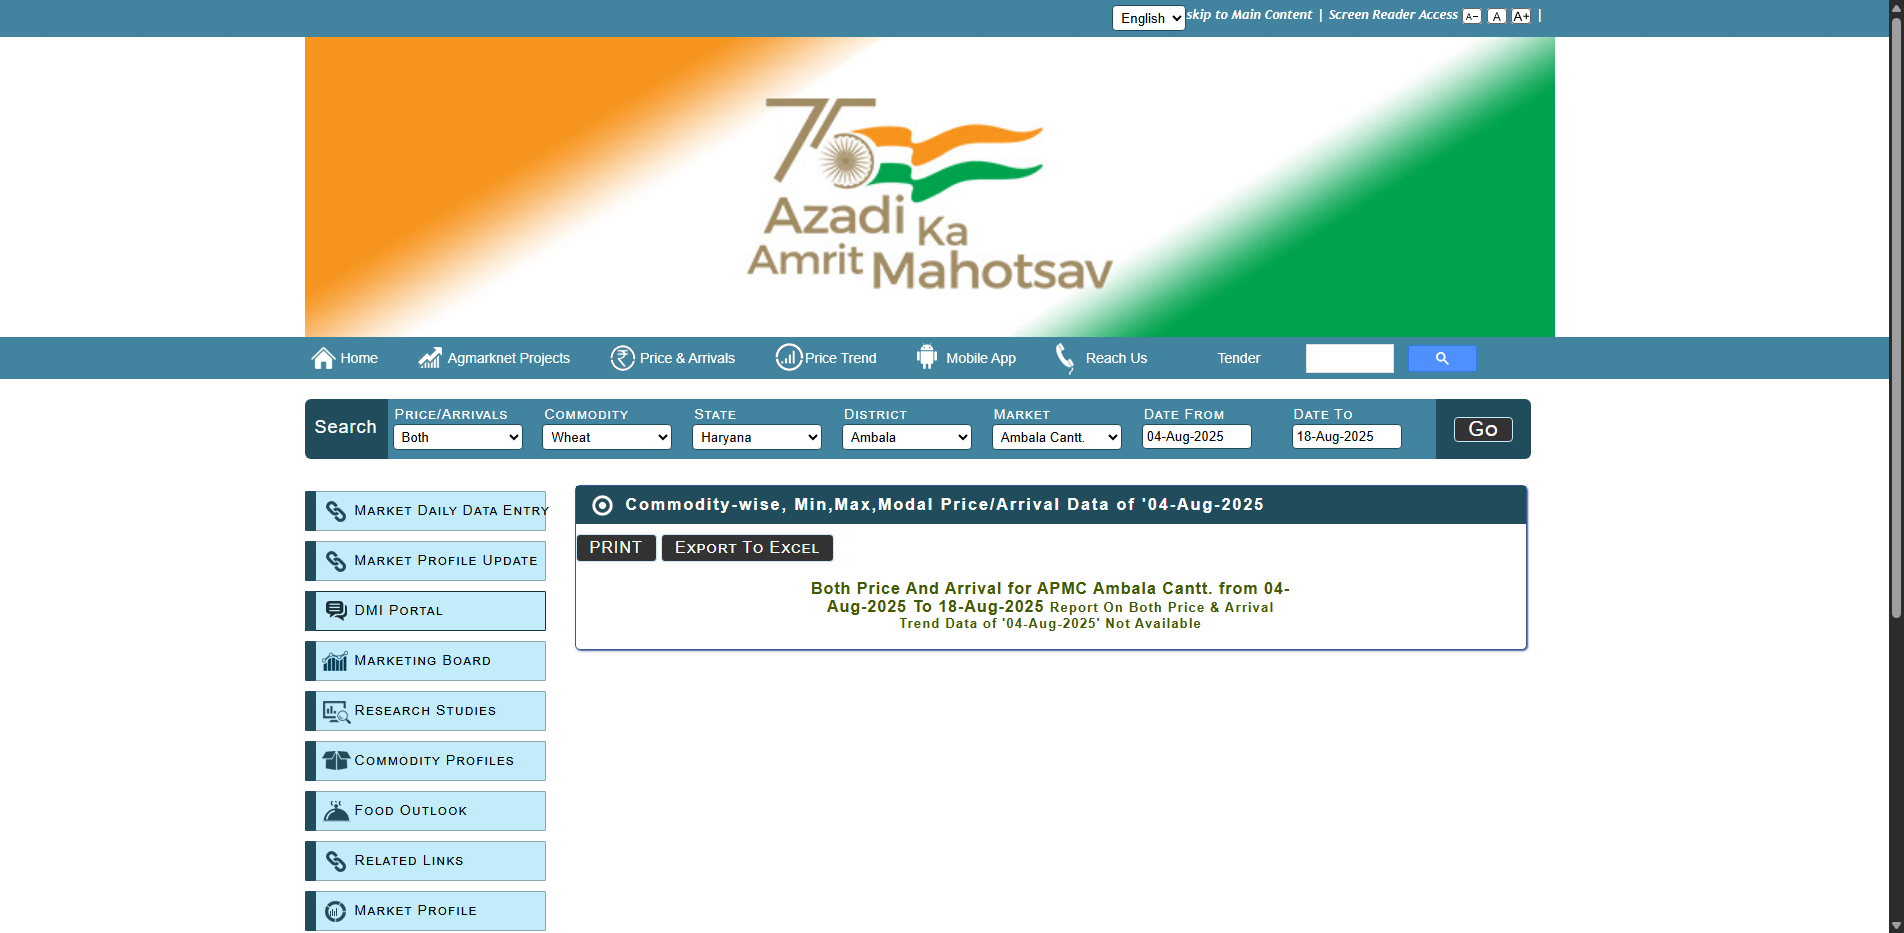 English
skip to Main Content | Screen Reader Access A- A A+ |
75
Azadi Ka
Amrit Mahotsav
Home Agmarknet Projects Price & Arrivals Price Trend Mobile App Reach Us Tender
Search
Price/Arrivals Commodity State District Market Date From Date To
Both Wheat Haryana Ambala Ambala Cantt. 04-Aug-2025 18-Aug-2025
Go
Market Daily Data Entry
Market Profile Update
DMI Portal
Marketing Board
Research Studies
Commodity Profiles
Food Outlook
Related Links
Market Profile
Commodity-wise, Min,Max,Modal Price/Arrival Data of '04-Aug-2025
PRINT Export To Excel
Both Price And Arrival for APMC Ambala Cantt. from 04-
Aug-2025 To 18-Aug-2025 Report On Both Price & Arrival
Trend Data of '04-Aug-2025' Not Available